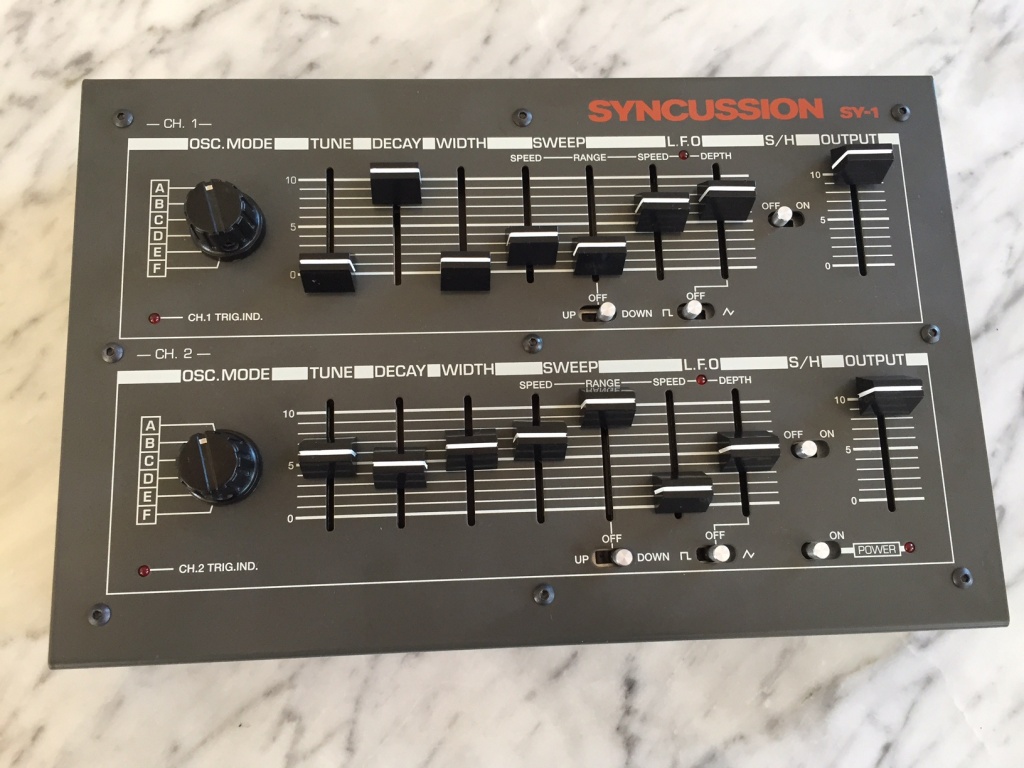 SYNCUSSION SY-1
CH. 1
OSC. MODE TUNE DECAY WIDTH SWEEP L.F.O S/H OUTPUT
SPEED RANGE SPEED DEPTH
A
B
C
D
E
F
10
5
0
OFF ON
10
5
0
OFF OFF
UP DOWN
CH.1 TRIG.IND.
CH. 2
OSC. MODE TUNE DECAY WIDTH SWEEP L.F.O S/H OUTPUT
SPEED RANGE SPEED DEPTH
A
B
C
D
E
F
10
5
0
OFF ON
10
5
0
OFF OFF ON
UP DOWN POWER
CH.2 TRIG.IND.